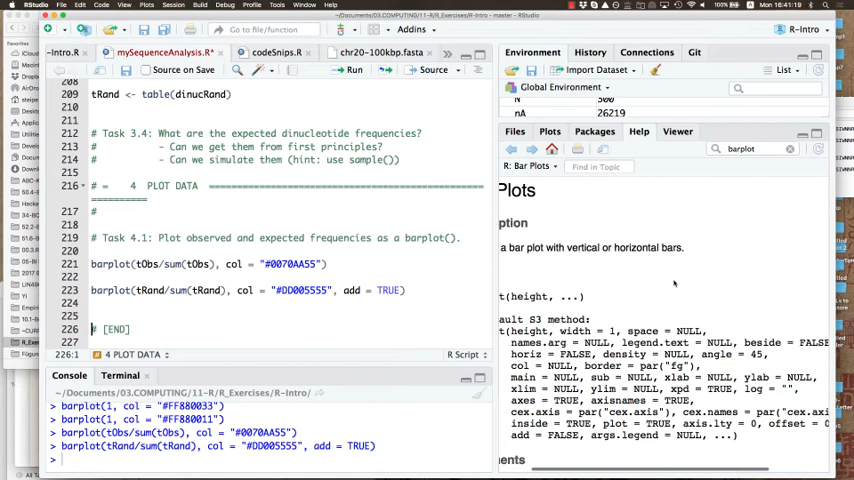 RStudio File Edit Code View Plots Session Build Debug Profile Tools Window Help 100% Mon 16:41:19
~/Documents/03.COMPUTING/11-R/R_Exercises/R-Intro - master - RStudio
Go to file/function Addins R-Intro
-Intro.R mySequenceAnalysis.R* codeSnips.R chr20-100kbp.fasta
Source on Save Run Source
208
209 tRand <- table(dinucRand)
210
211
212 # Task 3.4: What are the expected dinucleotide frequencies?
213 # - Can we get them from first principles?
214 # - Can we simulate them (hint: use sample())
215
216 # = 4 PLOT DATA ================================================
==========
217 #
218
219 # Task 4.1: Plot observed and expected frequencies as a barplot().
220
221 barplot(tObs/sum(tObs), col = "#0070AA55")
222
223 barplot(tRand/sum(tRand), col = "#DD005555", add = TRUE)
224
225
226 # [END]
227
226:1 4 PLOT DATA R Script
Console Terminal
~/Documents/03.COMPUTING/11-R/R_Exercises/R-Intro/
> barplot(1, col = "#FF880033")
> barplot(1, col = "#FF880011")
> barplot(tObs/sum(tObs), col = "#0070AA55")
> barplot(tRand/sum(tRand), col = "#DD005555", add = TRUE)
>
Environment History Connections Git
Import Dataset List
Global Environment
N 500
nA 26219
Files Plots Packages Help Viewer
barplot
R: Bar Plots Find in Topic
Plots
ption
a bar plot with vertical or horizontal bars.
t(height, ...)
ault S3 method:
t(height, width = 1, space = NULL,
names.arg = NULL, legend.text = NULL, beside = FALS
horiz = FALSE, density = NULL, angle = 45,
col = NULL, border = par("fg"),
main = NULL, sub = NULL, xlab = NULL, ylab = NULL,
xlim = NULL, ylim = NULL, xpd = TRUE, log = "",
axes = TRUE, axisnames = TRUE,
cex.axis = par("cex.axis"), cex.names = par("cex.axi
inside = TRUE, plot = TRUE, axis.lty = 0, offset = 0
add = FALSE, args.legend = NULL, ...)
ents